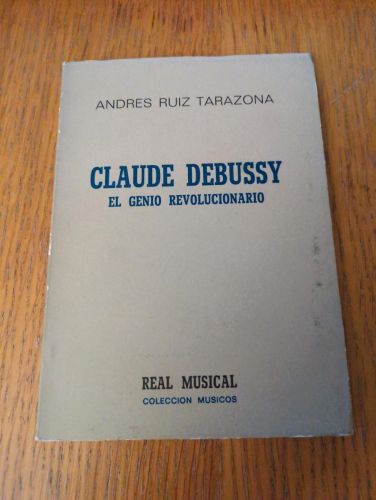 ANDRES RUIZ TARAZONA
CLAUDE DEBUSSY
EL GENIO REVOLUCIONARIO
REAL MUSICAL
COLECCION MUSICOS